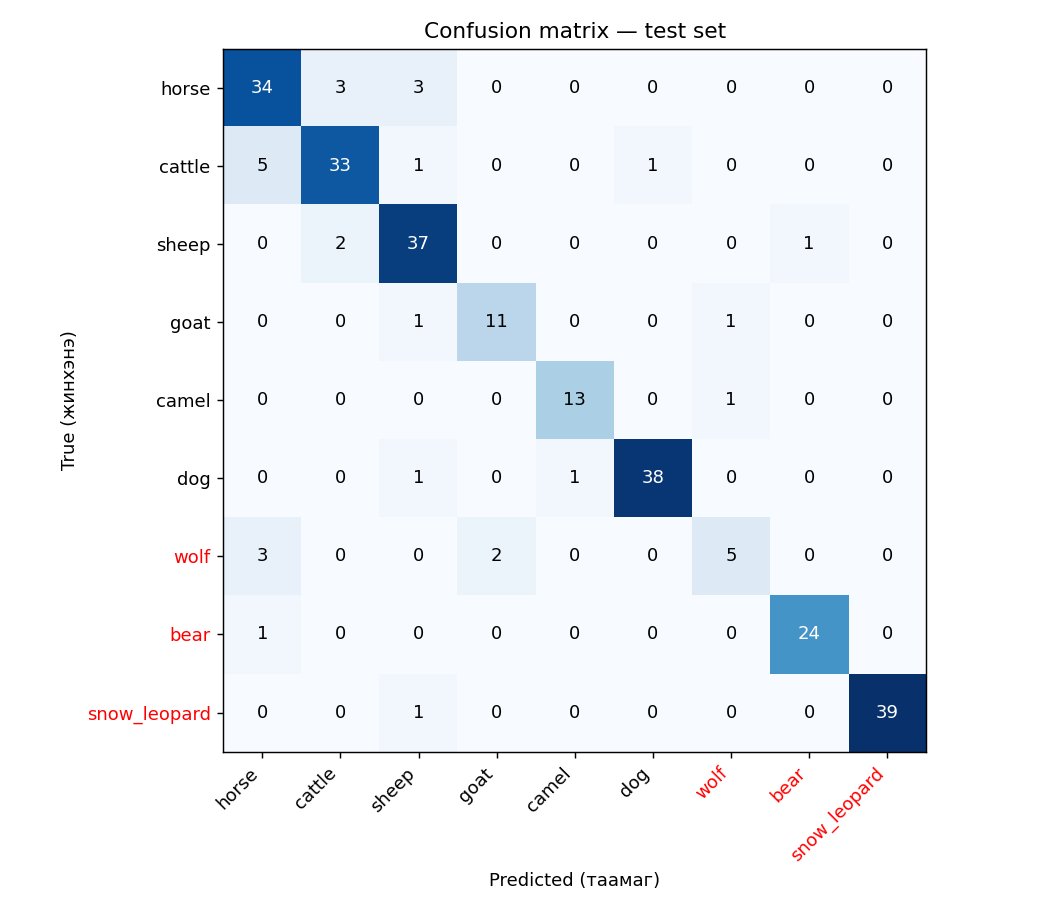 Confusion matrix — test set
horse 34 3 3 0 0 0 0 0 0
cattle 5 33 1 0 0 1 0 0 0
sheep 0 2 37 0 0 0 0 1 0
goat 0 0 1 11 0 0 1 0 0
camel 0 0 0 0 13 0 1 0 0
dog 0 0 1 0 1 38 0 0 0
wolf 3 0 0 2 0 0 5 0 0
bear 1 0 0 0 0 0 0 24 0
snow_leopard 0 0 1 0 0 0 0 0 39
True (жинхэнэ)
horse cattle sheep goat camel dog wolf bear snow_leopard
Predicted (таамаг)